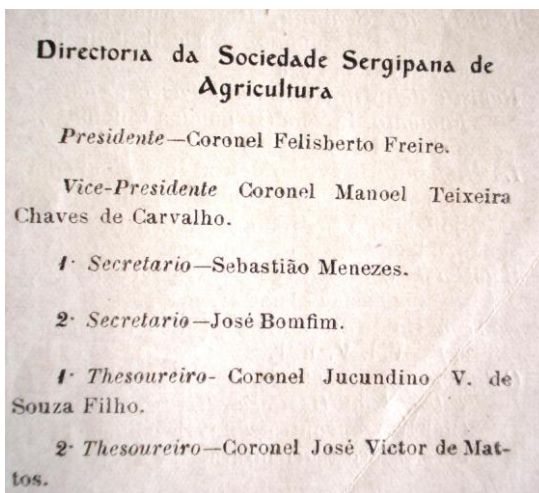 Directoria da Sociedade Sergipana de
Agricultura
Presidente—Coronel Felisberto Freire.
Vice-Presidente Coronel Manoel Teixeira
Chaves de Carvalho.
1· Secretario—Sebastião Menezes.
2· Secretario—José Bomfim.
1· Thesoureiro- Coronel Jucundino V. de
Souza Filho.
2· Thesoureiro—Coronel José Victor de Mat-
tos.